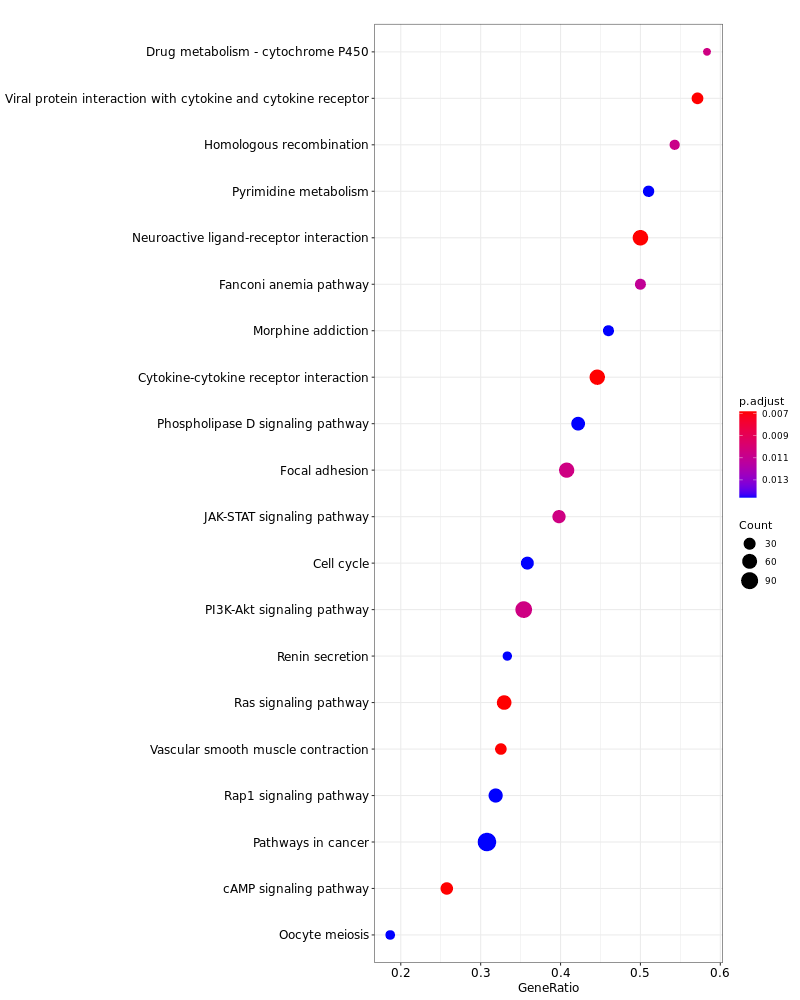 Drug metabolism - cytochrome P450
Viral protein interaction with cytokine and cytokine receptor
Homologous recombination
Pyrimidine metabolism
Neuroactive ligand-receptor interaction
Fanconi anemia pathway
Morphine addiction
Cytokine-cytokine receptor interaction
Phospholipase D signaling pathway
Focal adhesion
JAK-STAT signaling pathway
Cell cycle
PI3K-Akt signaling pathway
Renin secretion
Ras signaling pathway
Vascular smooth muscle contraction
Rap1 signaling pathway
Pathways in cancer
cAMP signaling pathway
Oocyte meiosis
0.2 0.3 0.4 0.5 0.6
GeneRatio
p.adjust
0.007
0.009
0.011
0.013
Count
30
60
90